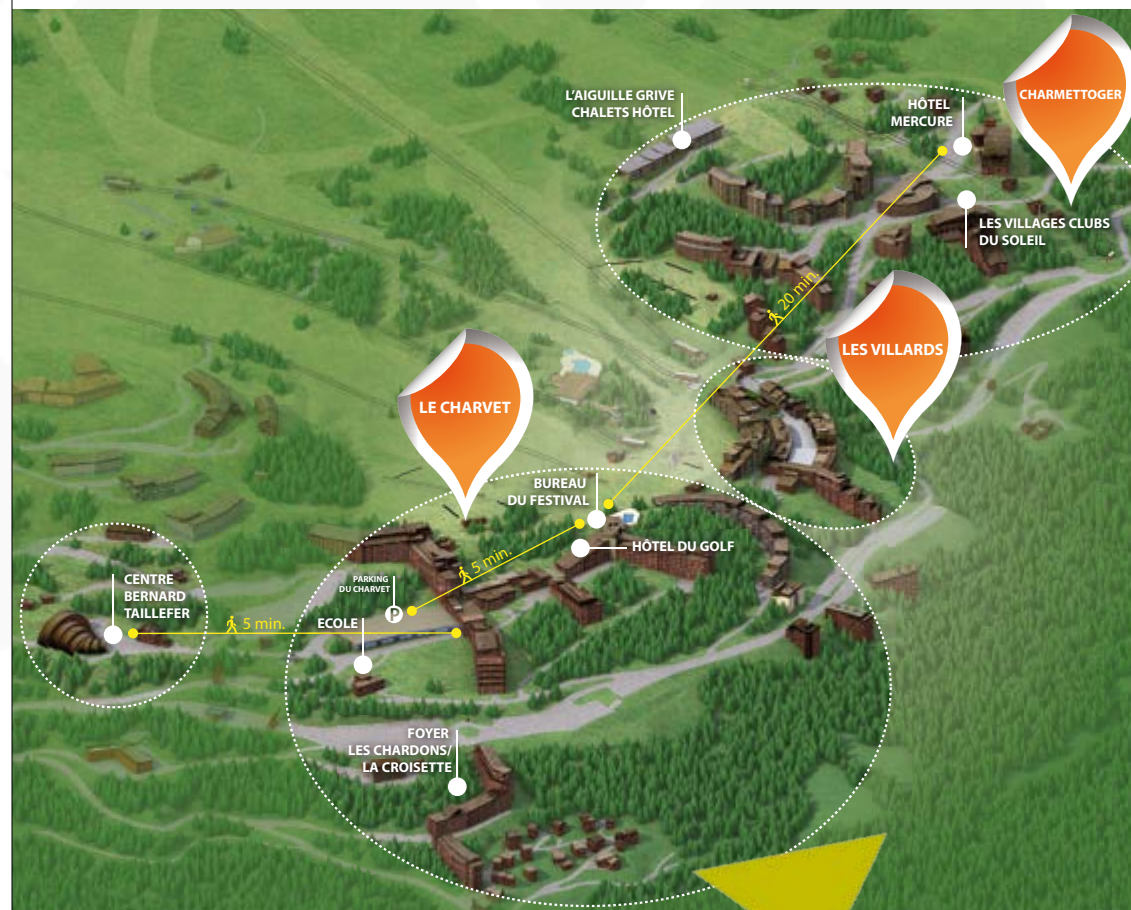 L'AIGUILLE GRIVE
CHALETS HÔTEL
HÔTEL
MERCURE
CHARMETTOGER
LES VILLAGES CLUBS
DU SOLEIL
20 min.
LES VILLARDS
LE CHARVET
BUREAU
DU FESTIVAL
HÔTEL DU GOLF
5 min.
PARKING
DU CHARVET
P
CENTRE
BERNARD
TAILLEFER
5 min.
ECOLE
FOYER
LES CHARDONS/
LA CROISETTE